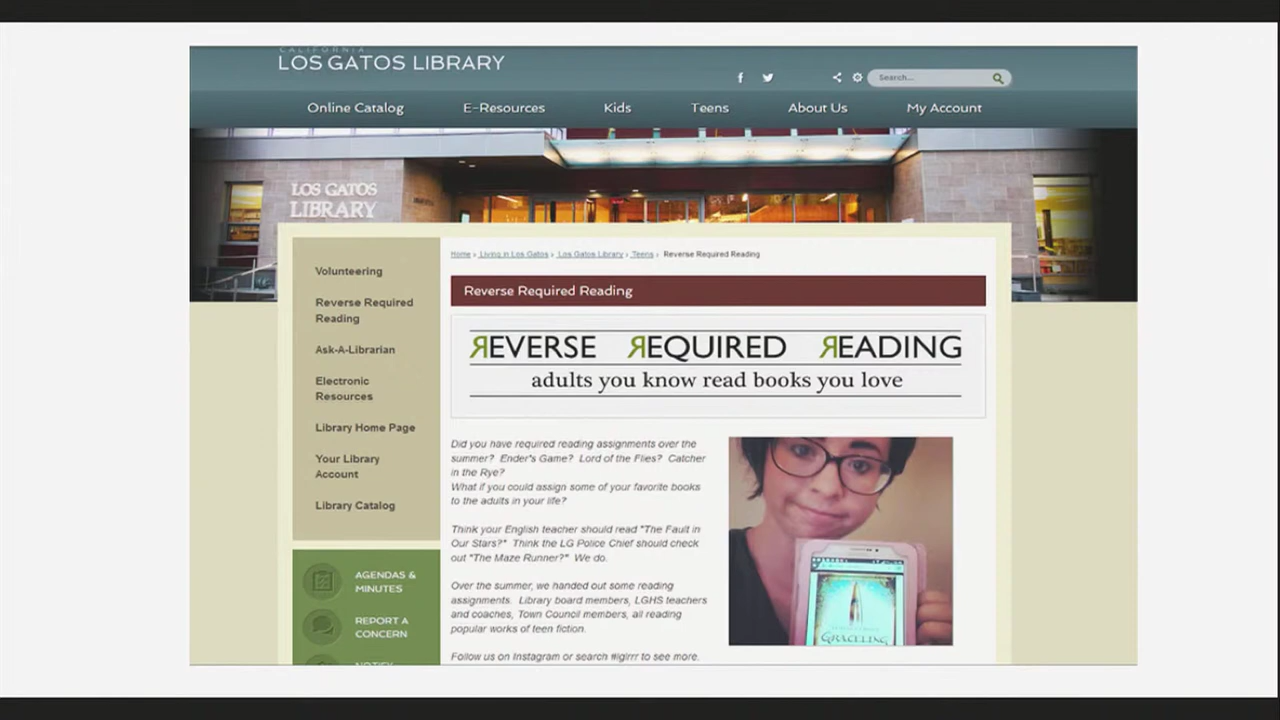 CALIFORNIA
LOS GATOS LIBRARY
Search...
Online Catalog
E-Resources
Kids
Teens
About Us
My Account
LOS GATOS
LIBRARY
Volunteering
Reverse Required
Reading
Ask-A-Librarian
Electronic
Resources
Library Home Page
Your Library
Account
Library Catalog
AGENDAS &
MINUTES
REPORT A
CONCERN
NOTIFY
Home › Living in Los Gatos › Los Gatos Library › Teens › Reverse Required Reading
Reverse Required Reading
ЯEVERSE ЯEQUIRED ЯEADING
adults you know read books you love
Did you have required reading assignments over the
summer? Ender's Game? Lord of the Flies? Catcher
in the Rye?
What if you could assign some of your favorite books
to the adults in your life?
Think your English teacher should read "The Fault in
Our Stars?" Think the LG Police Chief should check
out "The Maze Runner?" We do.
Over the summer, we handed out some reading
assignments. Library board members, LGHS teachers
and coaches, Town Council members, all reading
popular works of teen fiction.
Follow us on Instagram or search #lglrrr to see more.
GRACELING